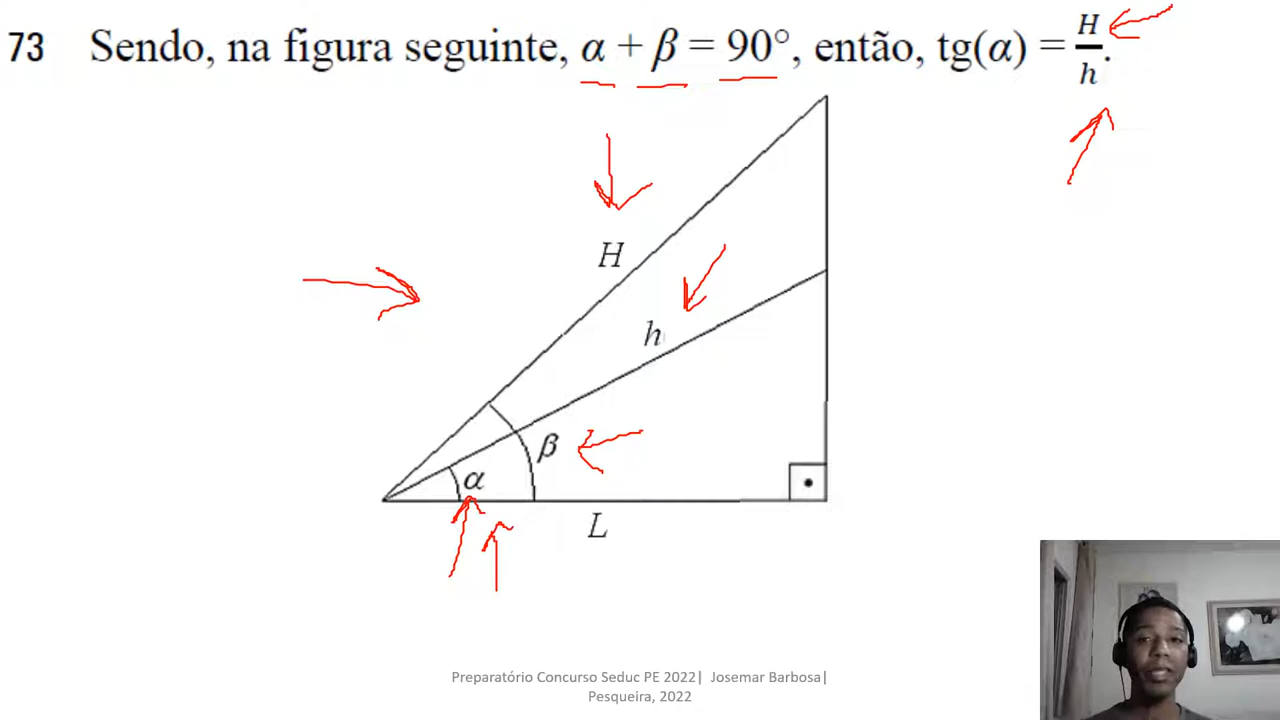 73 Sendo, na figura seguinte, α + β = 90°, então, tg(α) = H/h.
H
h
β
α
L
Preparatório Concurso Seduc PE 2022| Josemar Barbosa|
Pesqueira, 2022